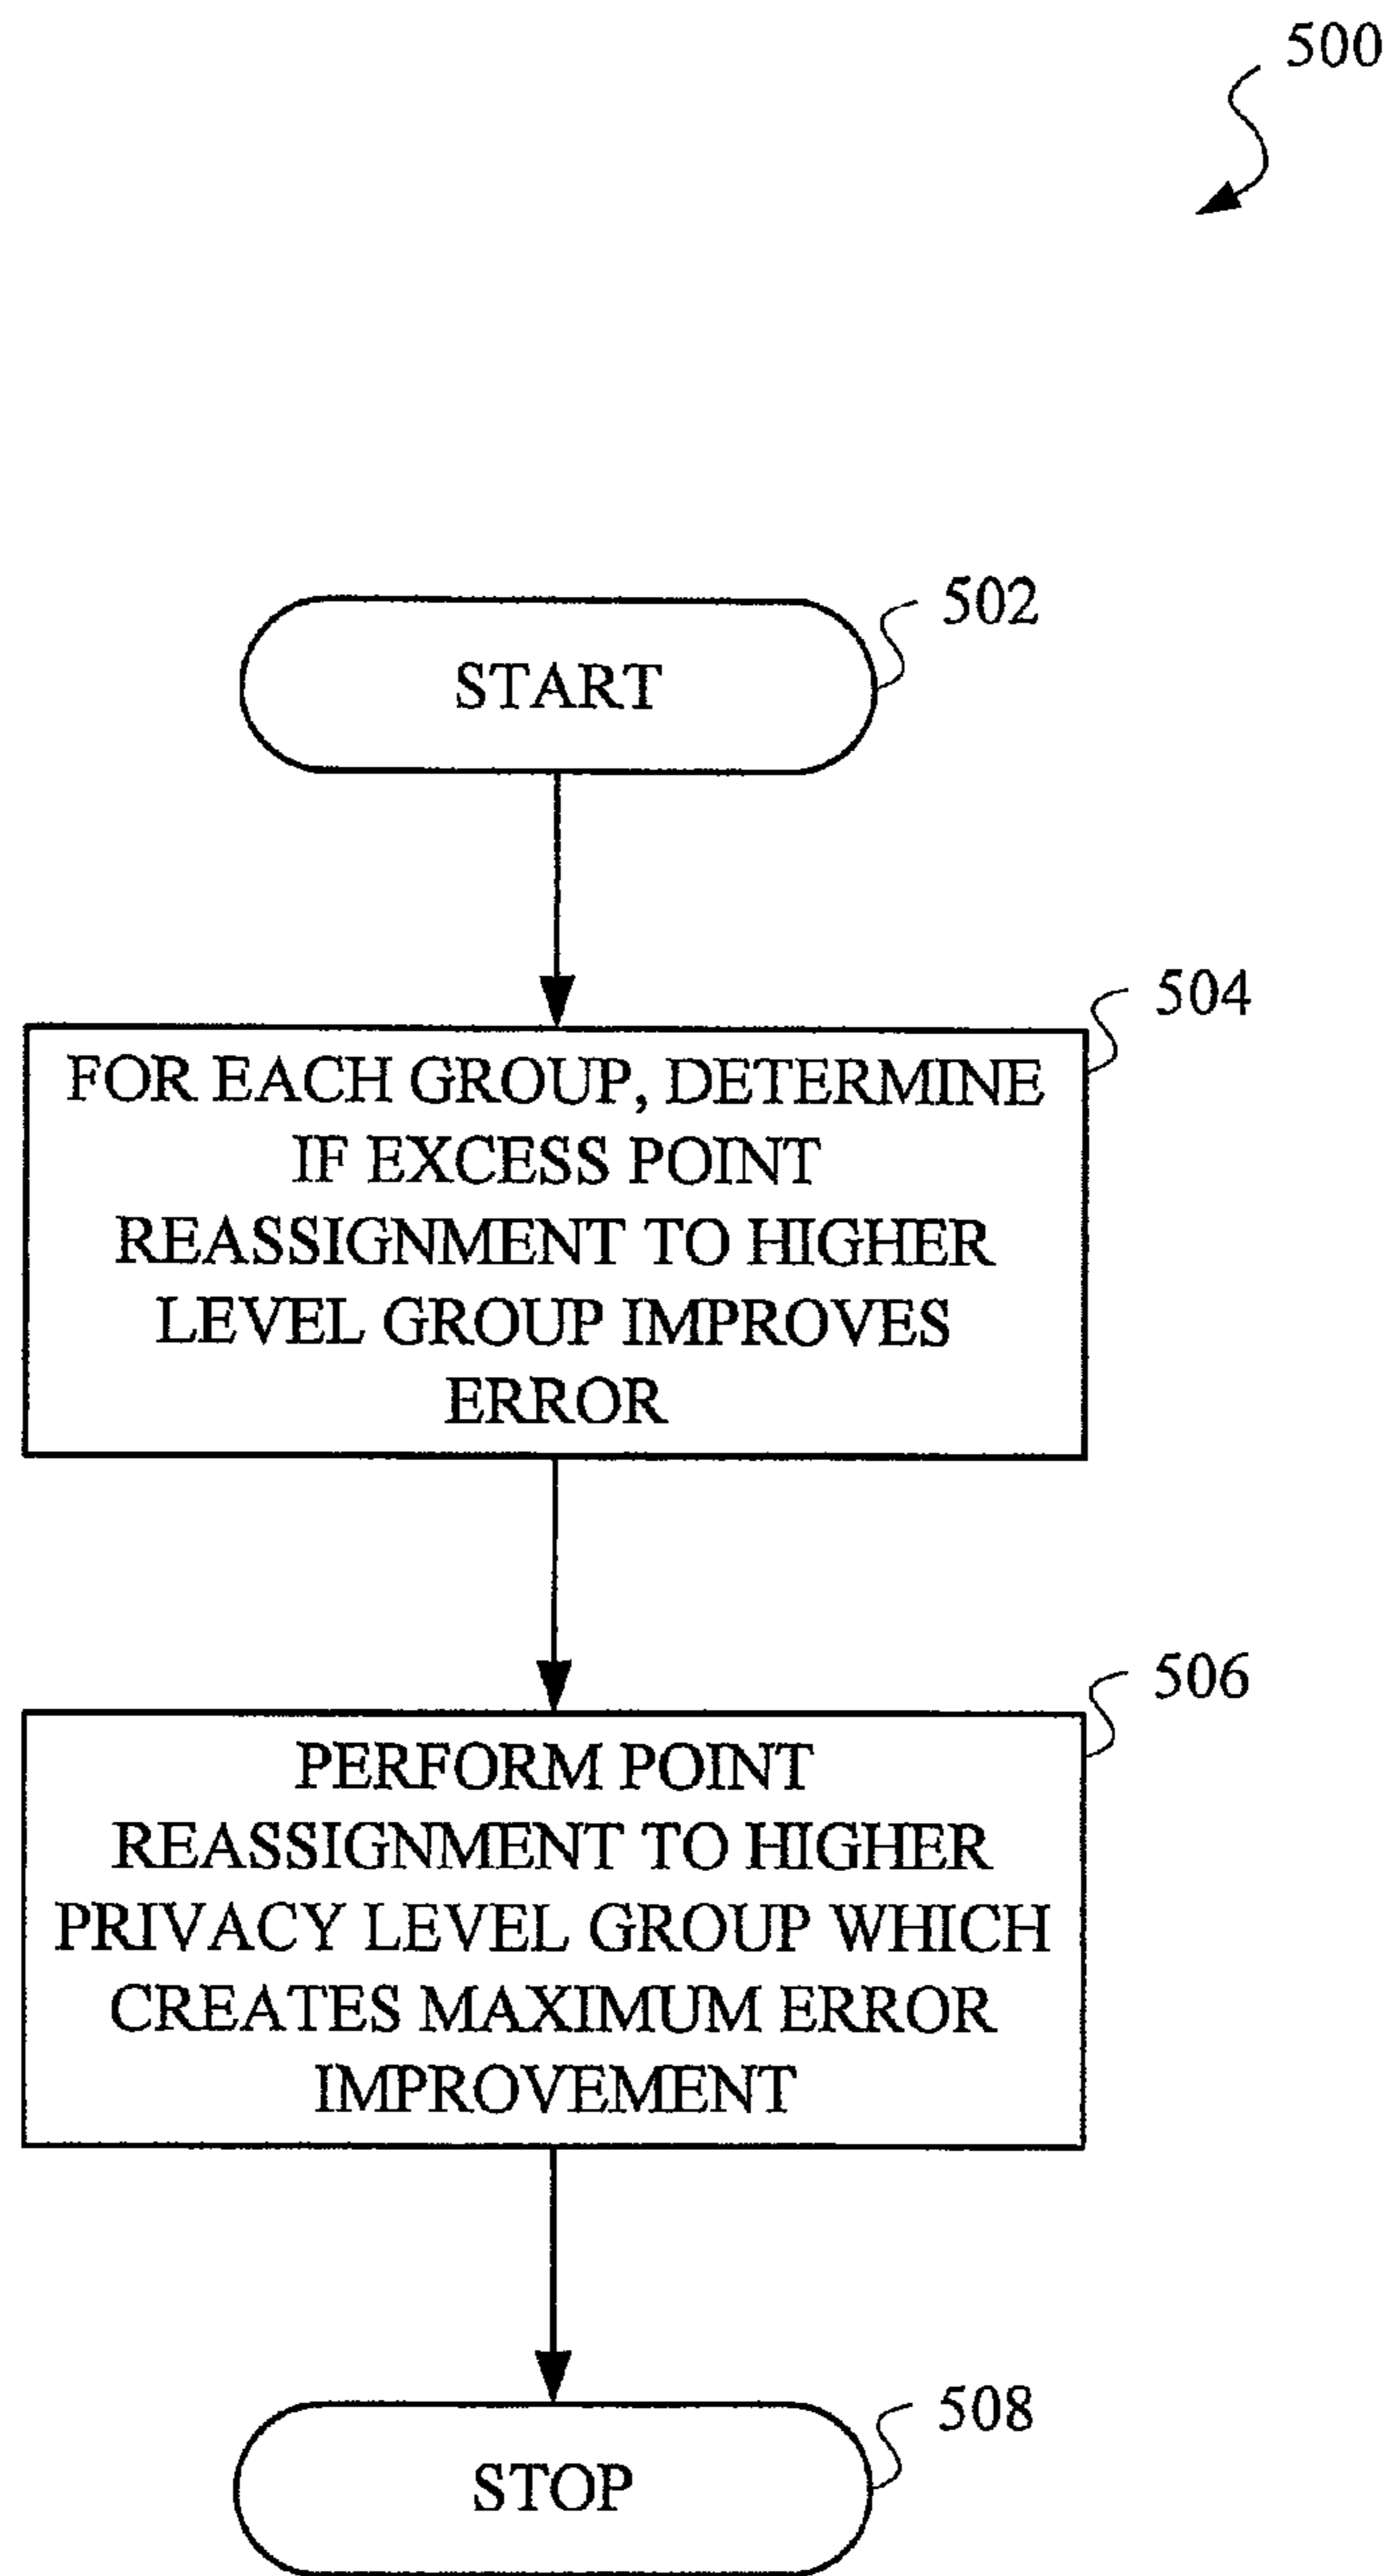 500
502
START
504
FOR EACH GROUP, DETERMINE
IF EXCESS POINT
REASSIGNMENT TO HIGHER
LEVEL GROUP IMPROVES
ERROR
506
PERFORM POINT
REASSIGNMENT TO HIGHER
PRIVACY LEVEL GROUP WHICH
CREATES MAXIMUM ERROR
IMPROVEMENT
508
STOP